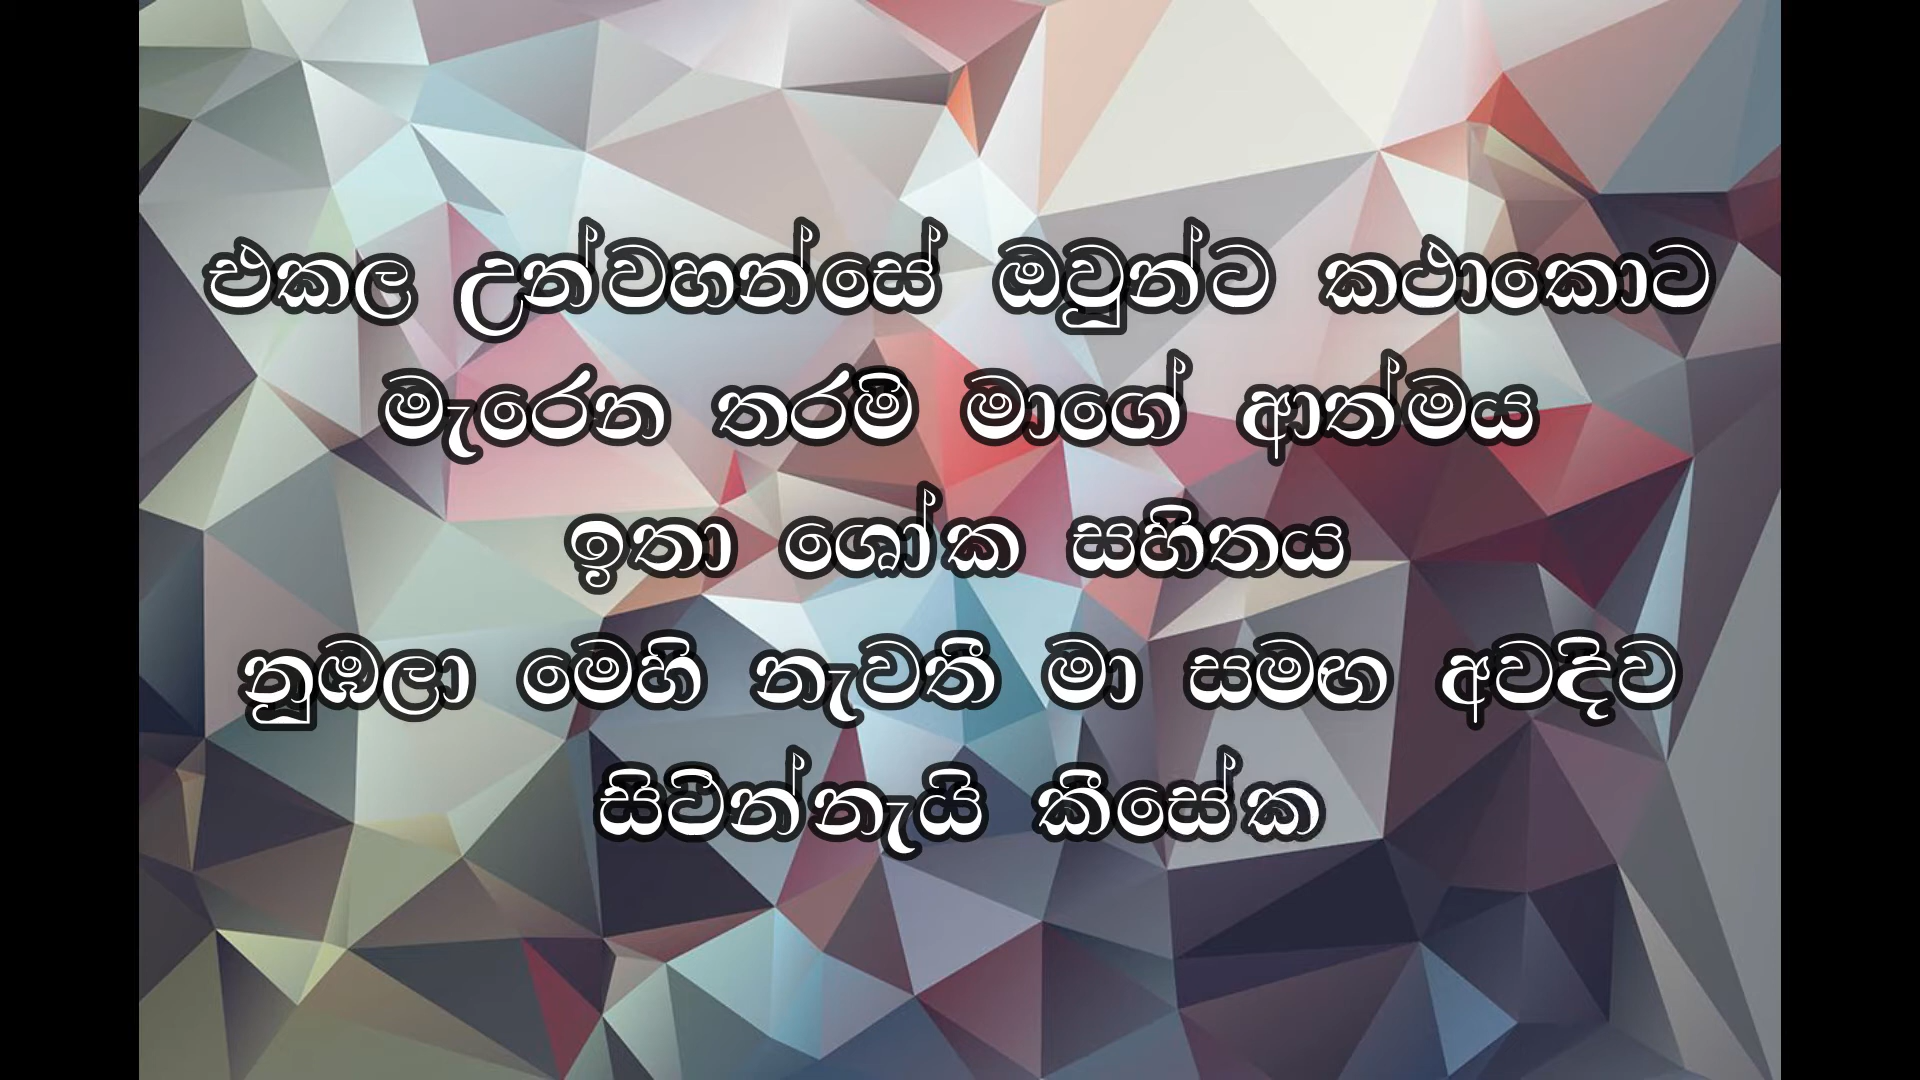 එකල උන්වහන්සේ ඔවුන්ට කථාකොට
මැරෙන තරම් මාගේ ආත්මය
ඉතා ශෝක සහිතය
නුඹලා මෙහි නැවතී මා සමඟ අවදිව
සිටින්නැයි කීසේක